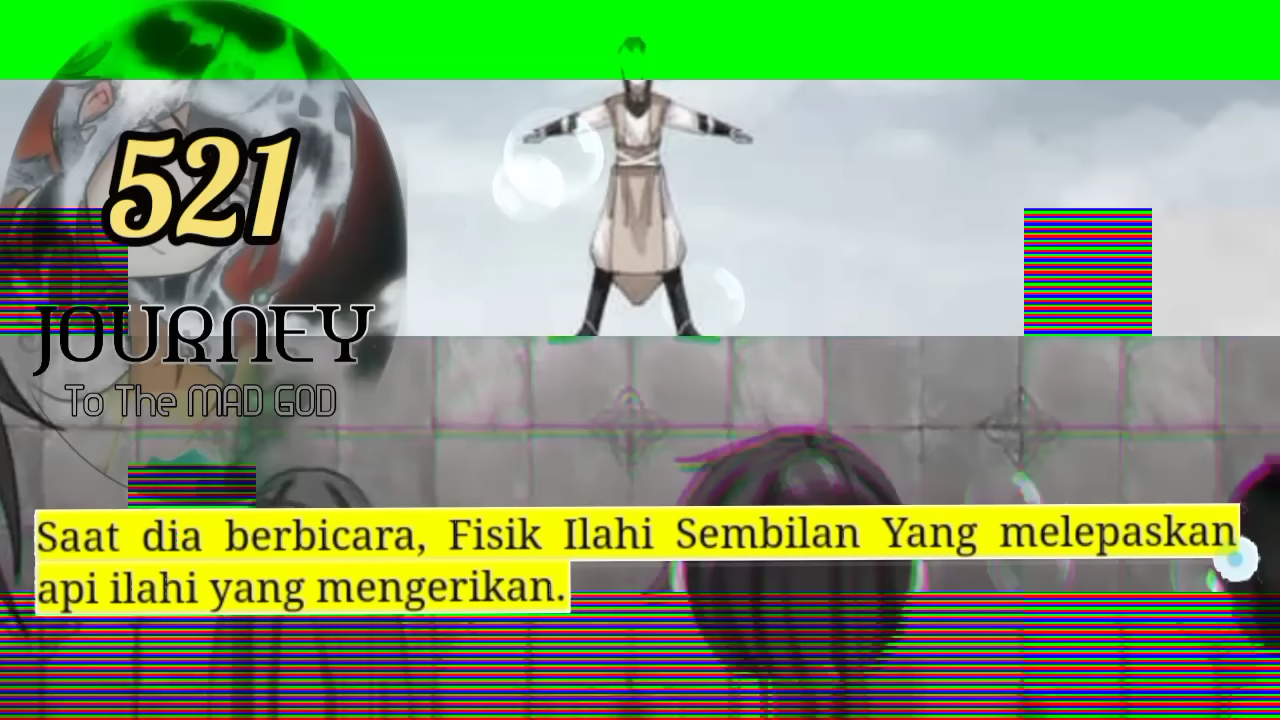 521
JOURNEY
To The MAD GOD
Saat dia berbicara, Fisik Ilahi Sembilan Yang melepaskan
api ilahi yang mengerikan.